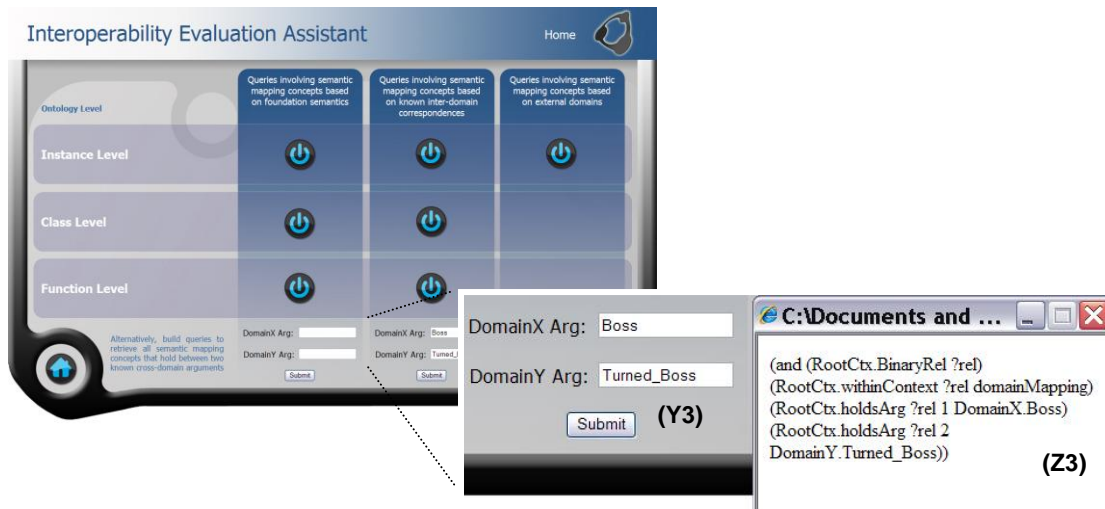 Interoperability Evaluation Assistant
Home
Ontology Level
Queries involving semantic
mapping concepts based
on foundation semantics
Queries involving semantic
mapping concepts based
on known inter-domain
correspondences
Queries involving semantic
mapping concepts based
on external domains
Instance Level
Class Level
Function Level
Alternatively, build queries to
retrieve all semantic mapping
concepts that hold between two
known cross-domain arguments
DomainX Arg:
DomainY Arg:
Submit
DomainX Arg: Boss
DomainY Arg: Turned_
Submit
DomainX Arg: Boss
DomainY Arg: Turned_Boss
Submit
(Y3)
C:\Documents and ...
(and (RootCtx.BinaryRel ?rel)
(RootCtx.withinContext ?rel domainMapping)
(RootCtx.holdsArg ?rel 1 DomainX.Boss)
(RootCtx.holdsArg ?rel 2
DomainY.Turned_Boss))
(Z3)